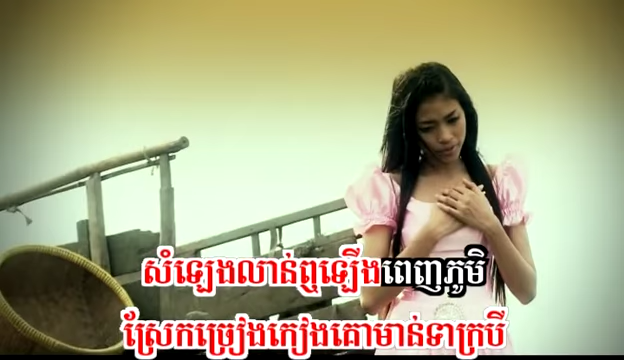 សំឡេងលាន់ឮឡើងពេញភូមិ
ស្រែកច្រៀងកៀងគោមាន់ទាក្របី